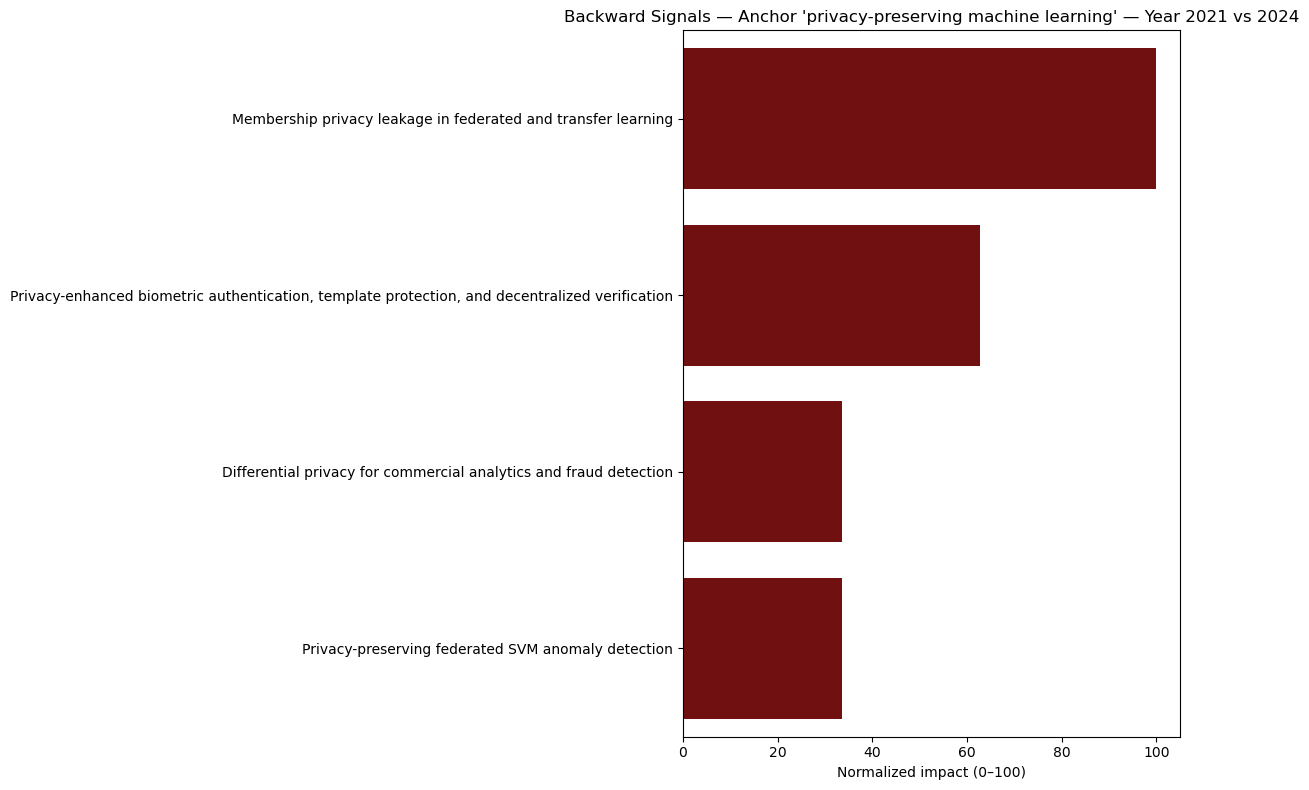 Backward Signals — Anchor 'privacy-preserving machine learning' — Year 2021 vs 2024
Membership privacy leakage in federated and transfer learning
Privacy-enhanced biometric authentication, template protection, and decentralized verification
Differential privacy for commercial analytics and fraud detection
Privacy-preserving federated SVM anomaly detection
0 20 40 60 80 100
Normalized impact (0–100)